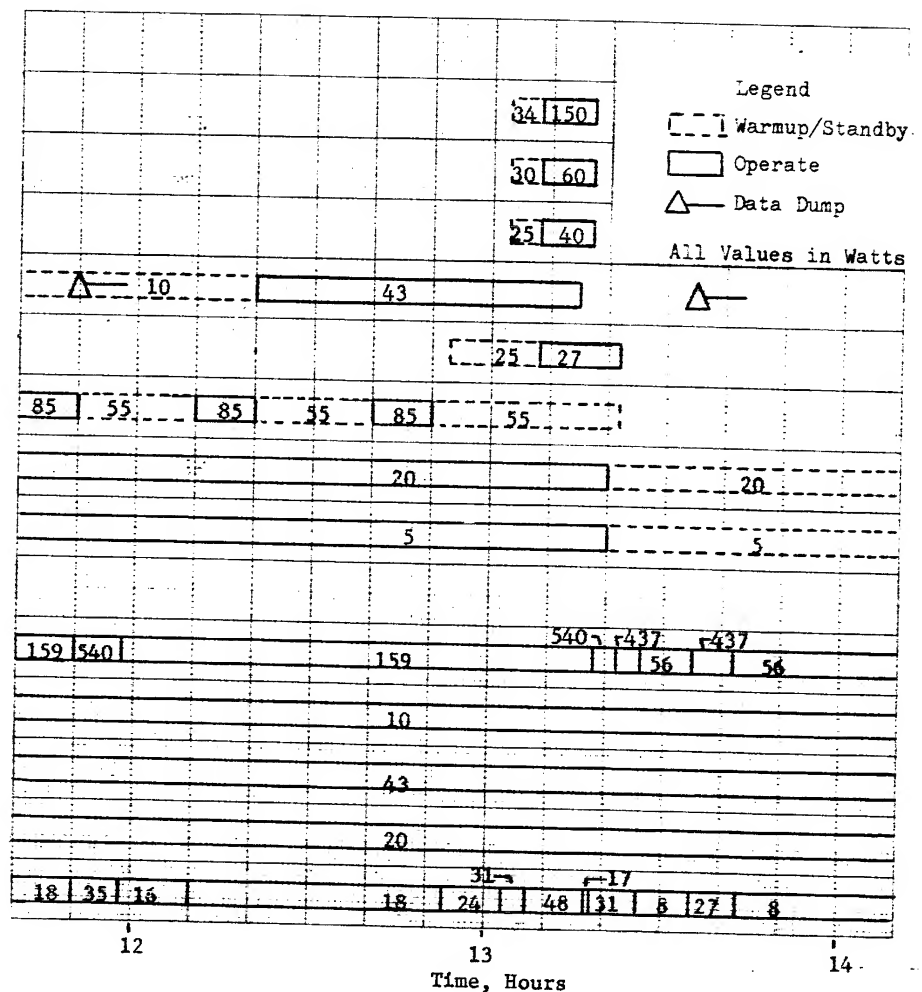 Legend
34 150
Warmup/Standby
30 60
Operate
25 40
Data Dump
All Values in Watts
10 43
25 27
85 55 85 55 85 55
20 20
5 5
540 437 437
159 540 159 56 56
10
43
20
31 17
18 35 16 18 24 48 31 8 27 8
12 13 14
Time, Hours